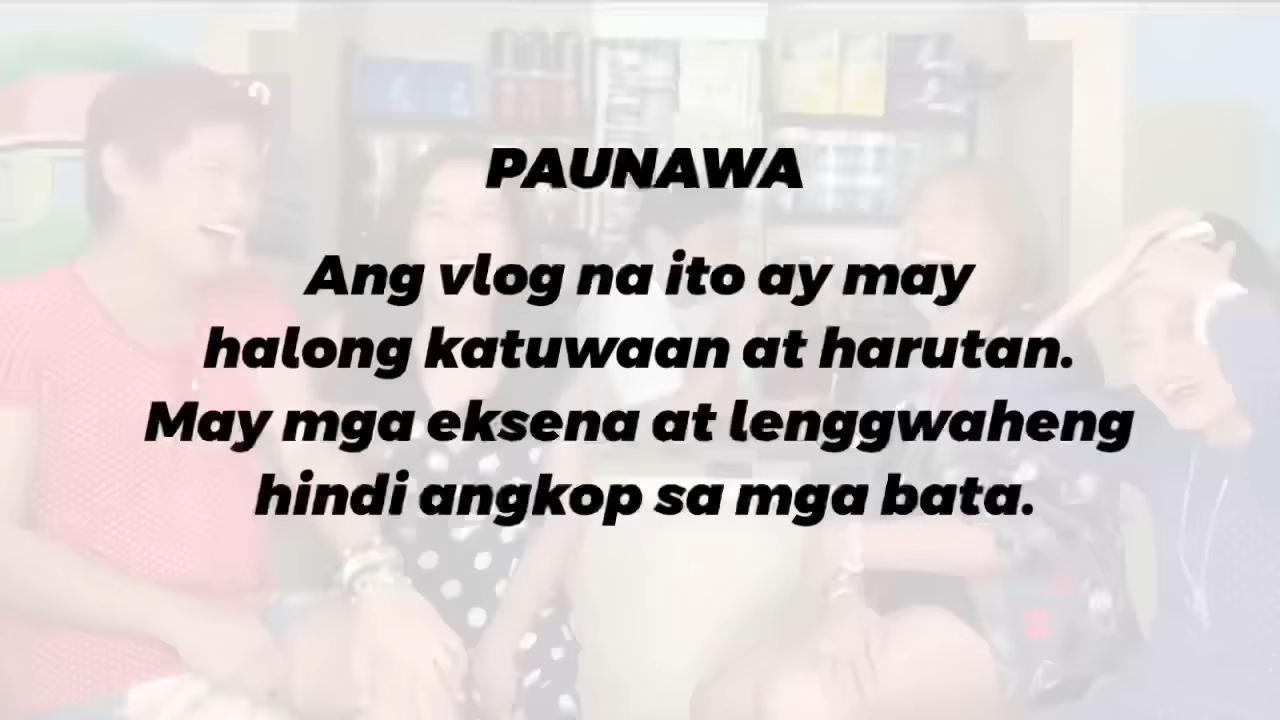 PAUNAWA
Ang vlog na ito ay may
halong katuwaan at harutan.
May mga eksena at lenggwaheng
hindi angkop sa mga bata.